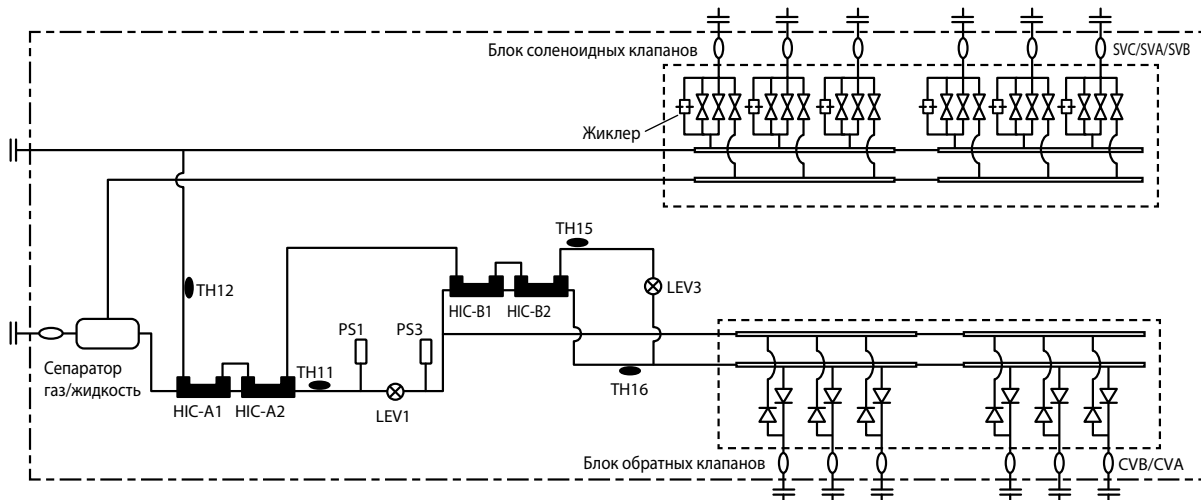 Блок соленоидных клапанов
SVC/SVA/SVB
Жиклер
TH15
TH12
LEV3
HIC-B1
HIC-B2
PS1
PS3
Сепаратор
газ/жидкость
TH11
TH16
HIC-A1
HIC-A2
LEV1
Блок обратных клапанов
CVB/CVA